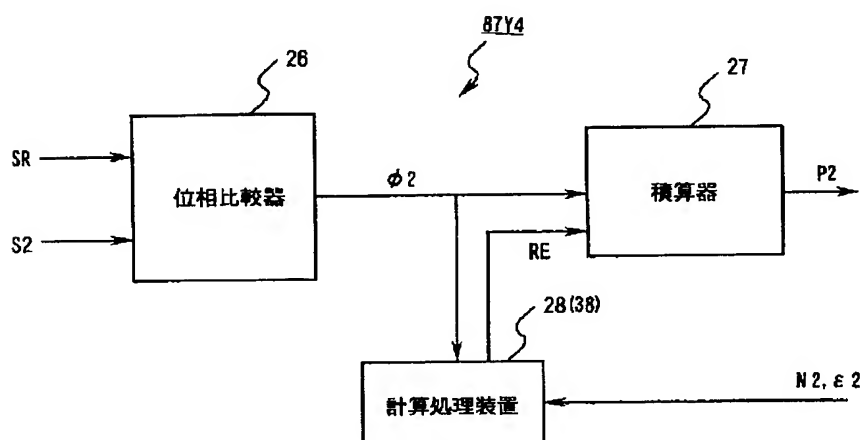 87Y4
26
27
SR
S2
位相比較器
φ2
積算器
P2
RE
28(38)
計算処理装置
N2, ε2